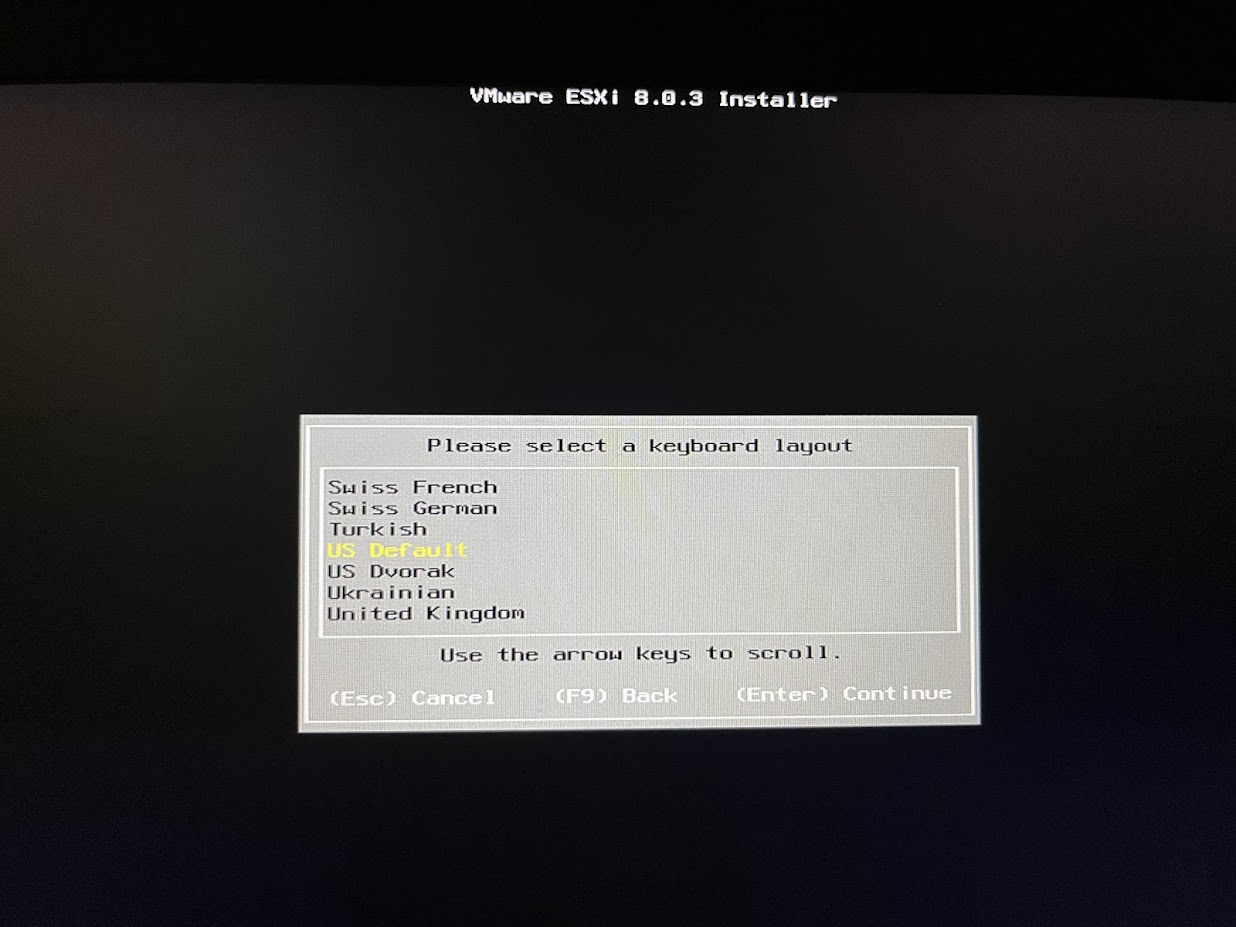 VMware ESXi 8.0.3 Installer
Please select a keyboard layout
Swiss French
Swiss German
Turkish
US Default
US Dvorak
Ukrainian
United Kingdom
Use the arrow keys to scroll.
(Esc) Cancel (F9) Back (Enter) Continue